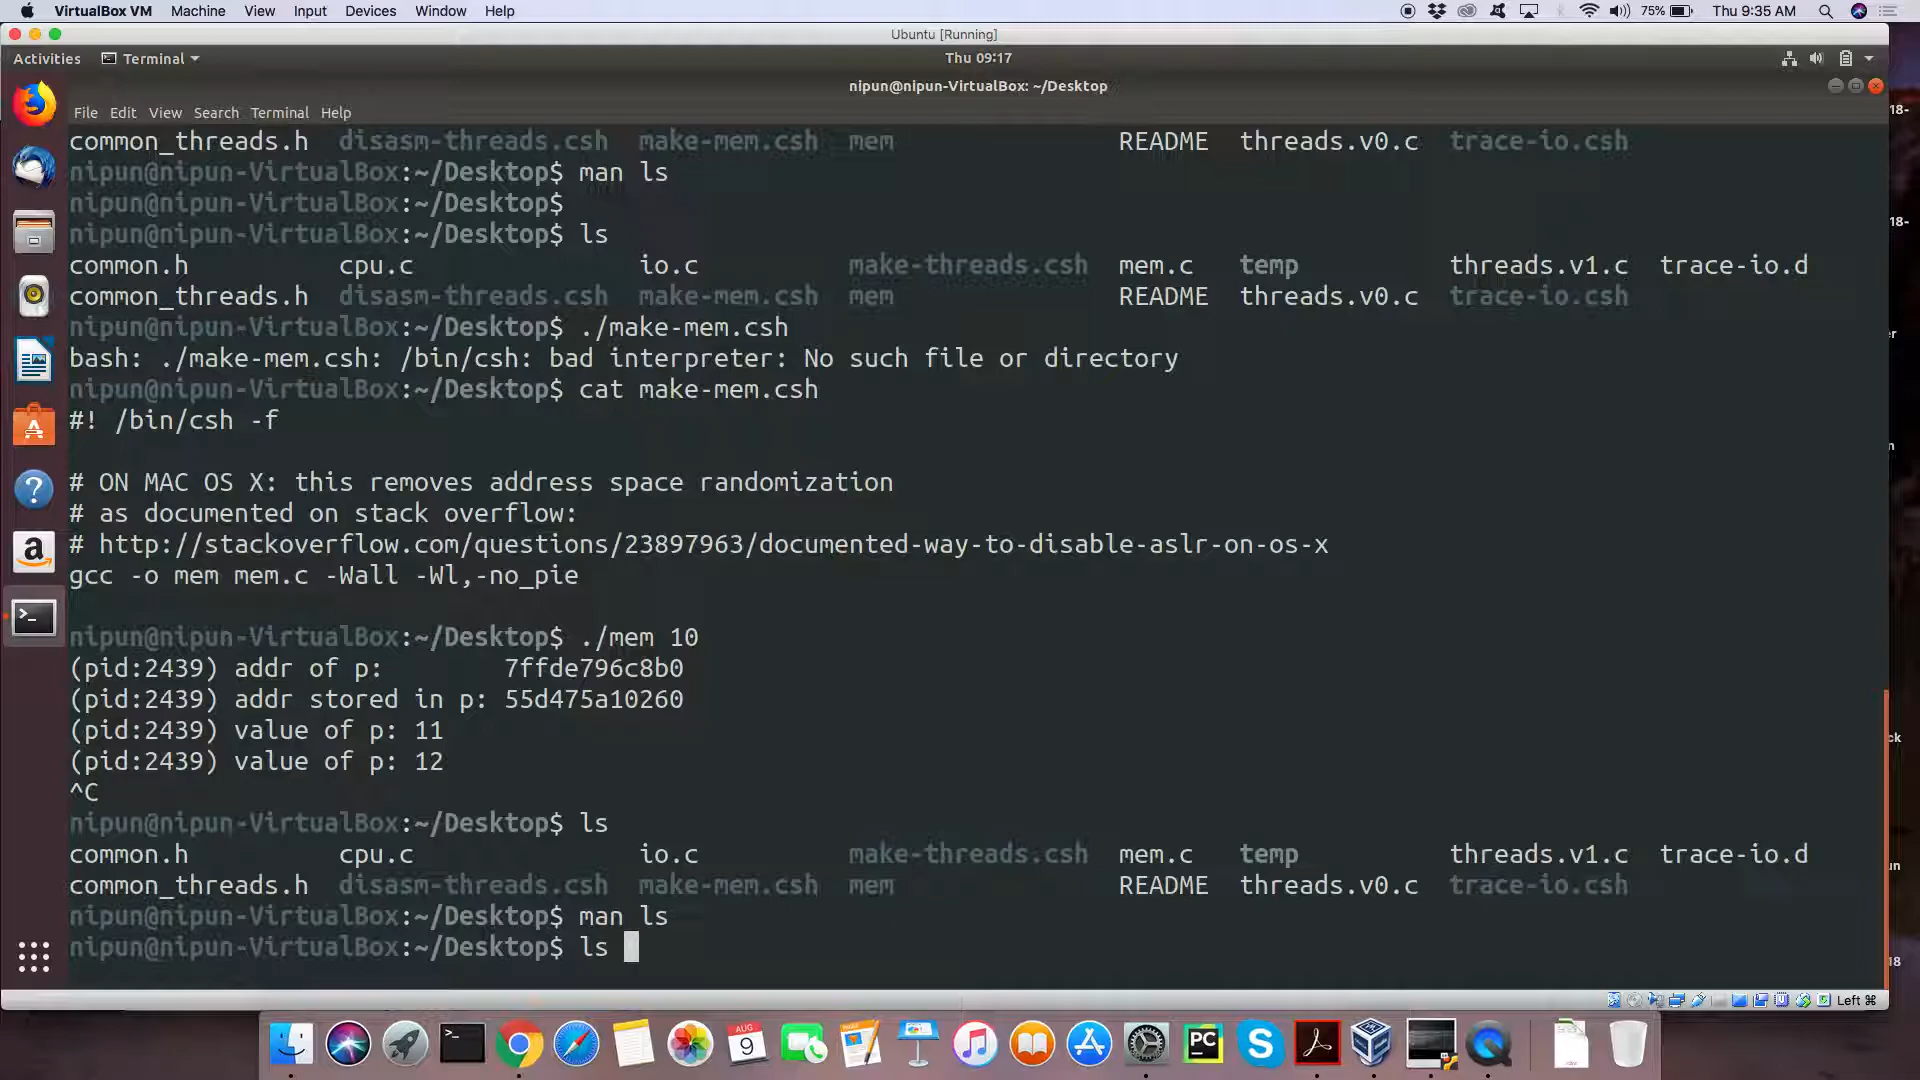 VirtualBox VM Machine View Input Devices Window Help 75% Thu 9:35 AM
Ubuntu [Running]
Activities Terminal Thu 09:17
nipun@nipun-VirtualBox: ~/Desktop
File Edit View Search Terminal Help
common_threads.h disasm-threads.csh make-mem.csh mem README threads.v0.c trace-io.csh
nipun@nipun-VirtualBox:~/Desktop$ man ls
nipun@nipun-VirtualBox:~/Desktop$
nipun@nipun-VirtualBox:~/Desktop$ ls
common.h cpu.c io.c make-threads.csh mem.c temp threads.v1.c trace-io.d
common_threads.h disasm-threads.csh make-mem.csh mem README threads.v0.c trace-io.csh
nipun@nipun-VirtualBox:~/Desktop$ ./make-mem.csh
bash: ./make-mem.csh: /bin/csh: bad interpreter: No such file or directory
nipun@nipun-VirtualBox:~/Desktop$ cat make-mem.csh
#! /bin/csh -f
# ON MAC OS X: this removes address space randomization
# as documented on stack overflow:
# http://stackoverflow.com/questions/23897963/documented-way-to-disable-aslr-on-os-x
gcc -o mem mem.c -Wall -Wl,-no_pie
nipun@nipun-VirtualBox:~/Desktop$ ./mem 10
(pid:2439) addr of p: 7ffde796c8b0
(pid:2439) addr stored in p: 55d475a10260
(pid:2439) value of p: 11
(pid:2439) value of p: 12
^C
nipun@nipun-VirtualBox:~/Desktop$ ls
common.h cpu.c io.c make-threads.csh mem.c temp threads.v1.c trace-io.d
common_threads.h disasm-threads.csh make-mem.csh mem README threads.v0.c trace-io.csh
nipun@nipun-VirtualBox:~/Desktop$ man ls
nipun@nipun-VirtualBox:~/Desktop$ ls
Left ⌘
AUG
9
PC
18-
18-
ck
18